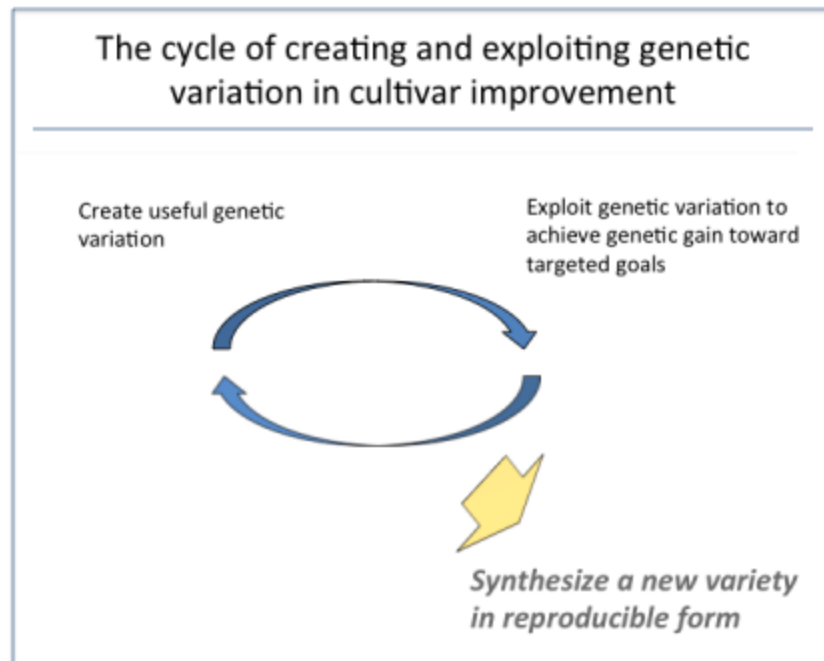 The cycle of creating and exploiting genetic
variation in cultivar improvement
Create useful genetic
variation
Exploit genetic variation to
achieve genetic gain toward
targeted goals
Synthesize a new variety
in reproducible form